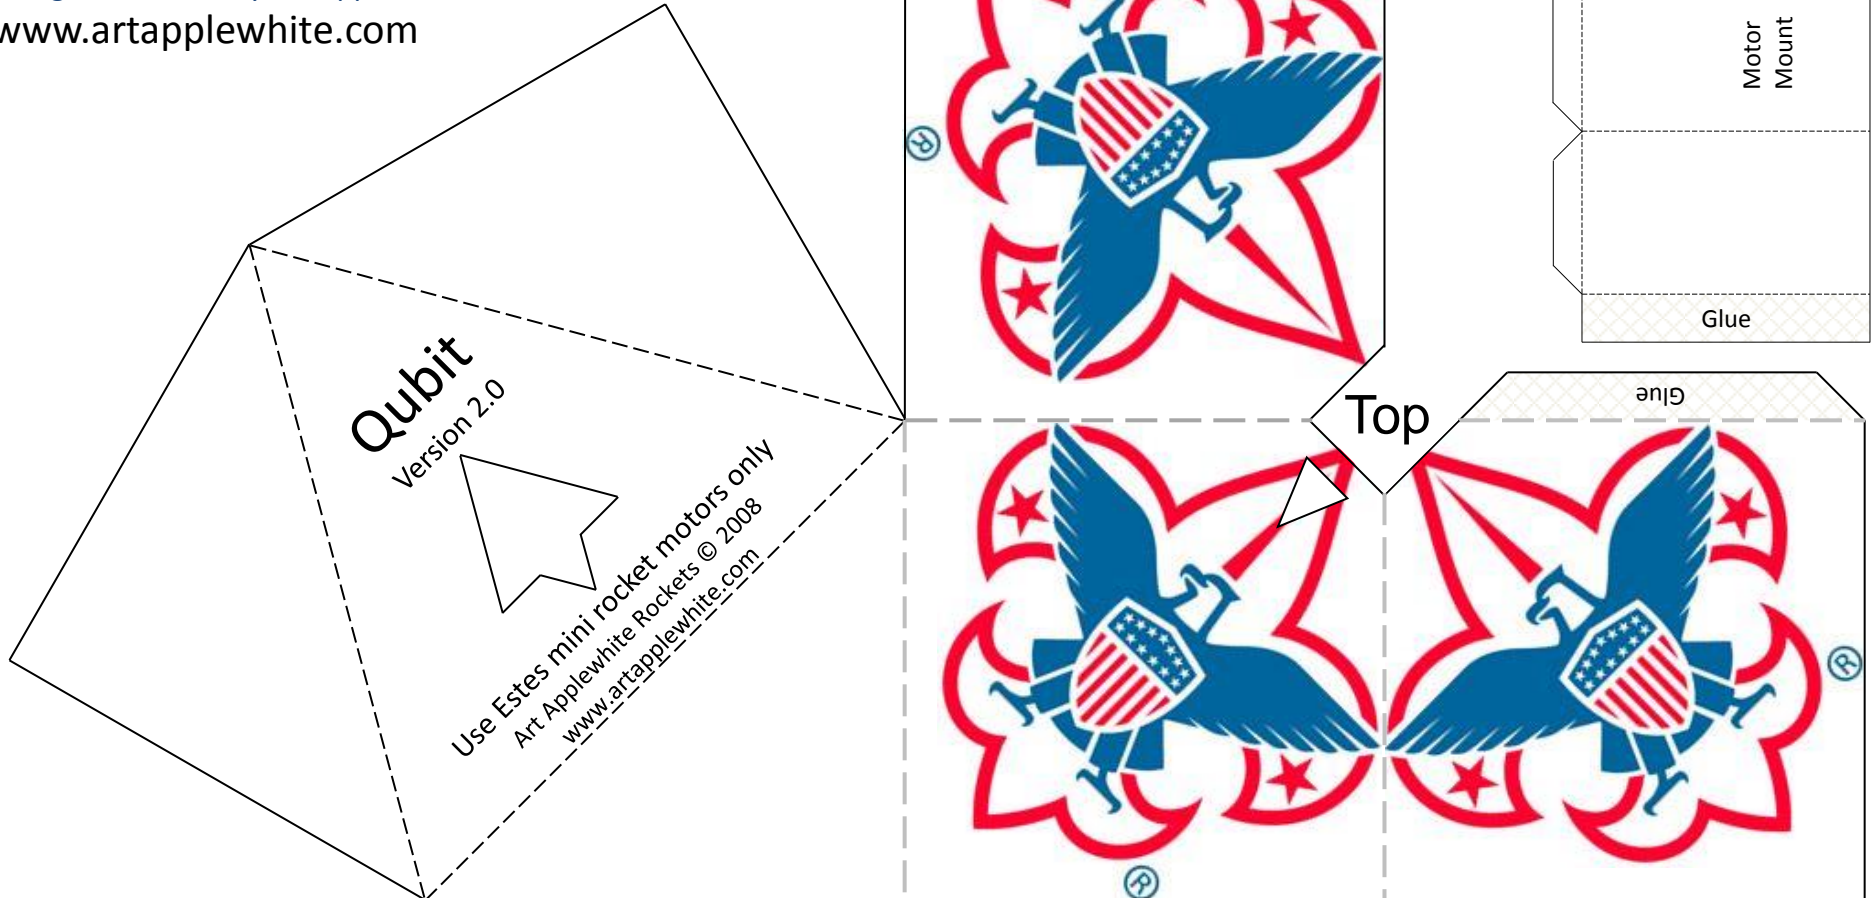 www.artapplewhite.com
Qubit
Version 2.0
Use Estes mini rocket motors only
Art Applewhite Rockets © 2008
www.artapplewhite.com
®
Motor
Mount
Glue
Glue
Top
®
®